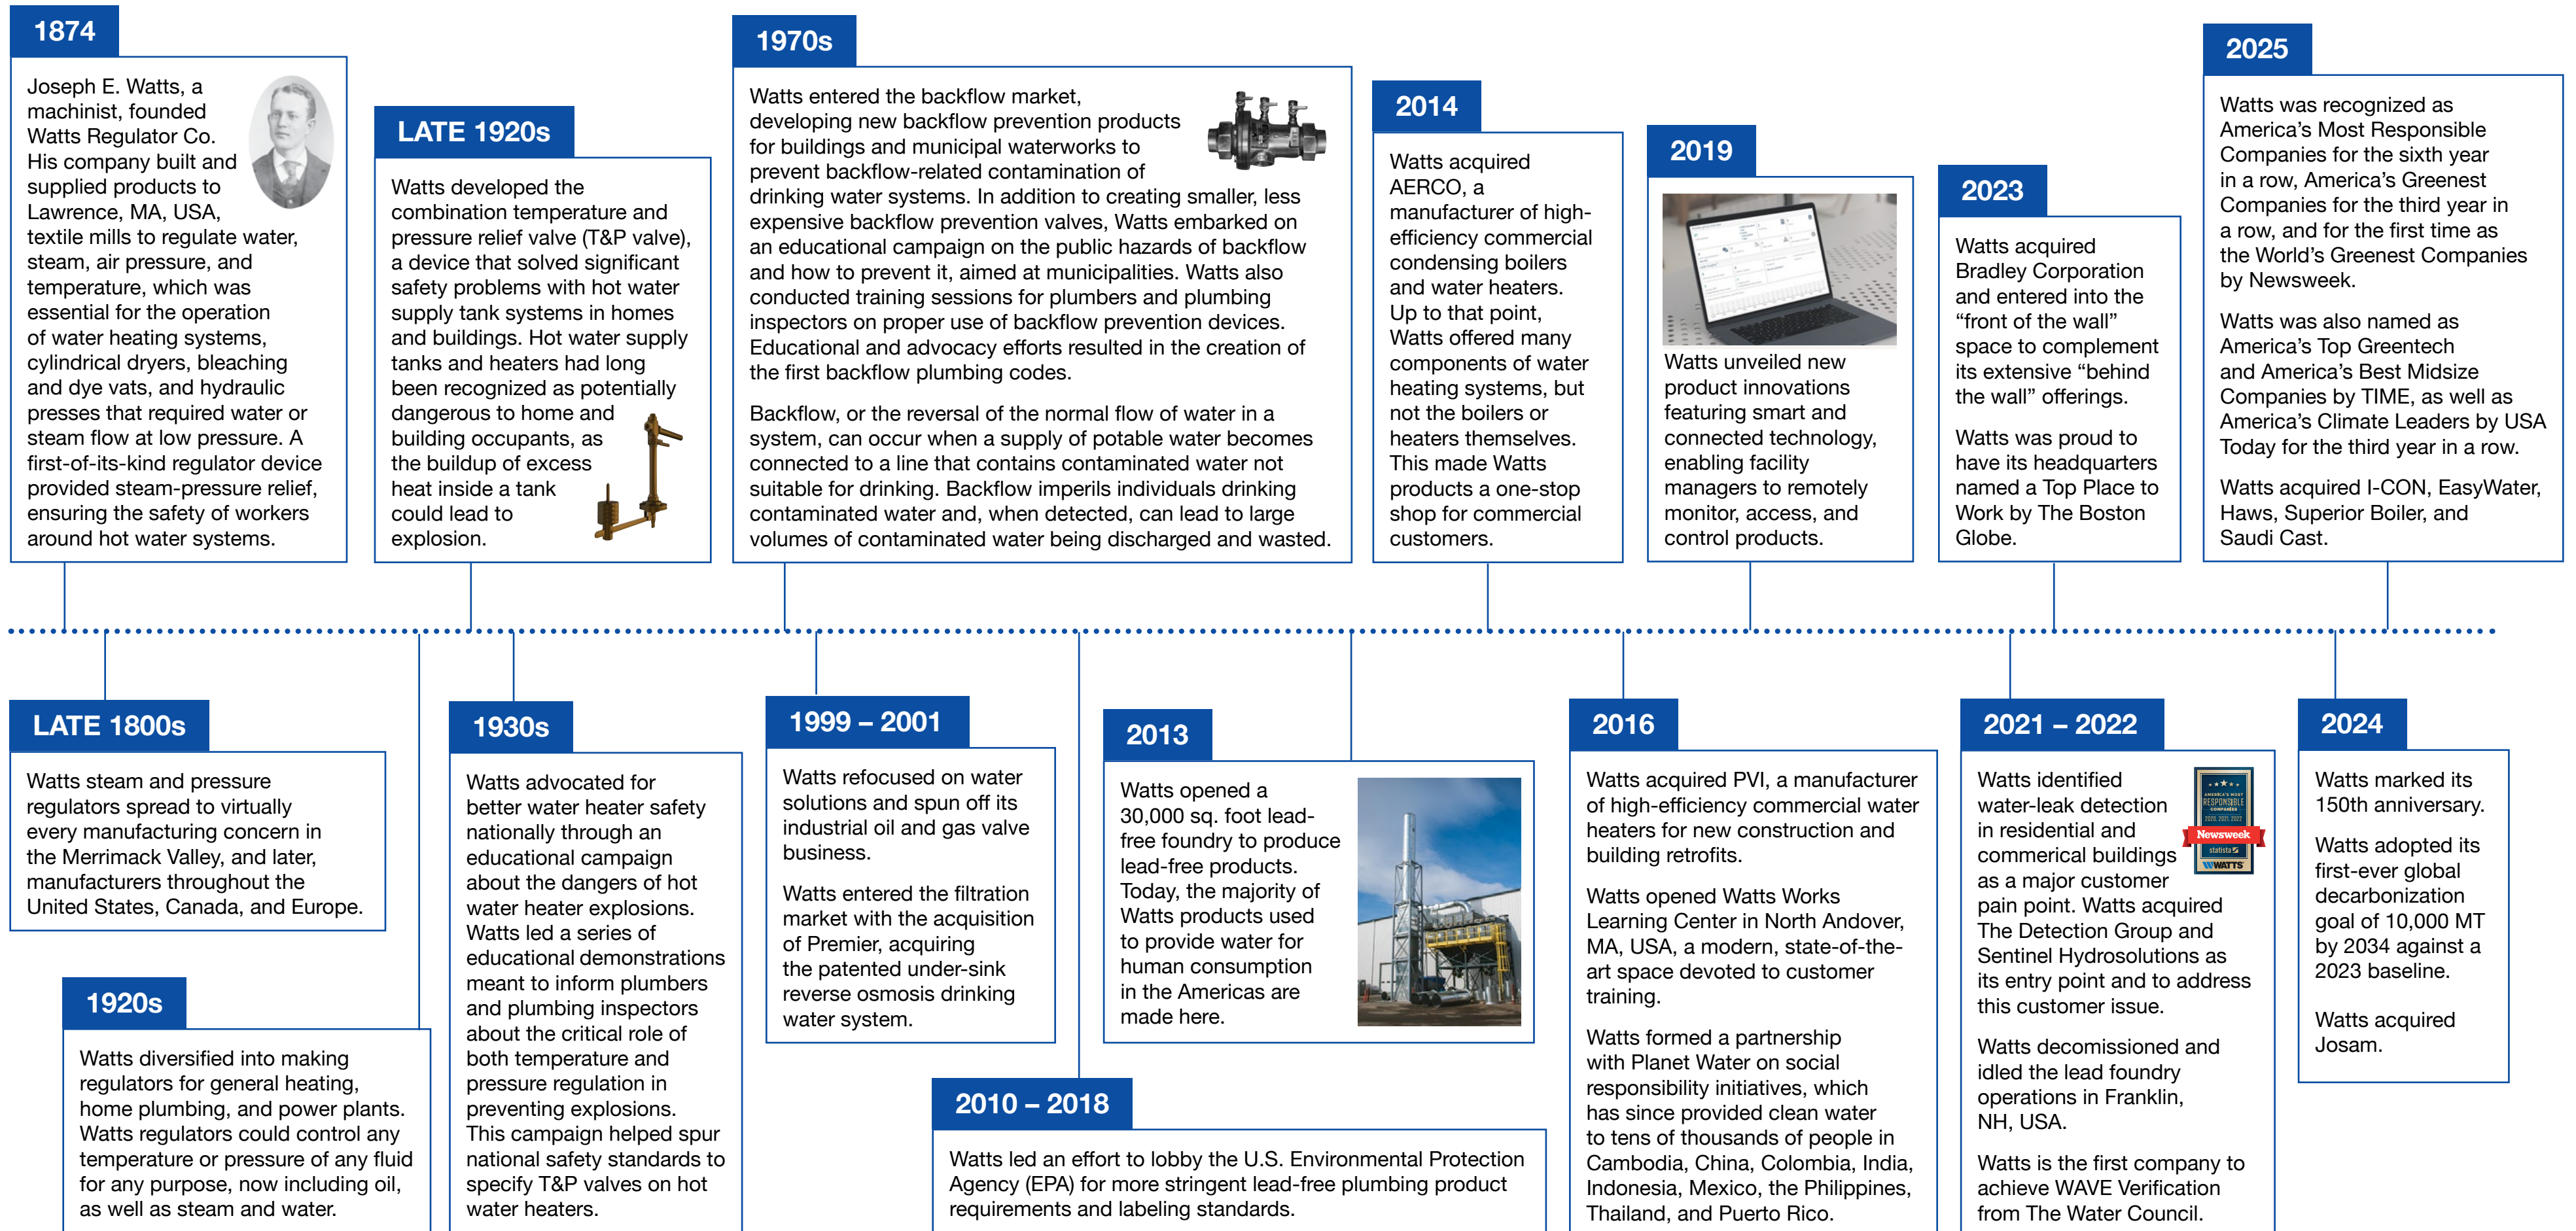 1874
Joseph E. Watts, a
machinist, founded
Watts Regulator Co.
His company built and
supplied products to
Lawrence, MA, USA,
textile mills to regulate water,
steam, air pressure, and
temperature, which was
essential for the operation
of water heating systems,
cylindrical dryers, bleaching
and dye vats, and hydraulic
presses that required water or
steam flow at low pressure. A
first-of-its-kind regulator device
provided steam-pressure relief,
ensuring the safety of workers
around hot water systems.
LATE 1920s
Watts developed the
combination temperature and
pressure relief valve (T&P valve),
a device that solved significant
safety problems with hot water
supply tank systems in homes
and buildings. Hot water supply
tanks and heaters had long
been recognized as potentially
dangerous to home and
building occupants, as
the buildup of excess
heat inside a tank
could lead to
explosion.
1970s
Watts entered the backflow market,
developing new backflow prevention products
for buildings and municipal waterworks to
prevent backflow-related contamination of
drinking water systems. In addition to creating smaller, less
expensive backflow prevention valves, Watts embarked on
an educational campaign on the public hazards of backflow
and how to prevent it, aimed at municipalities. Watts also
conducted training sessions for plumbers and plumbing
inspectors on proper use of backflow prevention devices.
Educational and advocacy efforts resulted in the creation of
the first backflow plumbing codes.
Backflow, or the reversal of the normal flow of water in a
system, can occur when a supply of potable water becomes
connected to a line that contains contaminated water not
suitable for drinking. Backflow imperils individuals drinking
contaminated water and, when detected, can lead to large
volumes of contaminated water being discharged and wasted.
2014
Watts acquired
AERCO, a
manufacturer of high-
efficiency commercial
condensing boilers
and water heaters.
Up to that point,
Watts offered many
components of water
heating systems, but
not the boilers or
heaters themselves.
This made Watts
products a one-stop
shop for commercial
customers.
2019
Watts unveiled new
product innovations
featuring smart and
connected technology,
enabling facility
managers to remotely
monitor, access, and
control products.
2023
Watts acquired
Bradley Corporation
and entered into the
“front of the wall”
space to complement
its extensive “behind
the wall” offerings.
Watts was proud to
have its headquarters
named a Top Place to
Work by The Boston
Globe.
2025
Watts was recognized as
America’s Most Responsible
Companies for the sixth year
in a row, America’s Greenest
Companies for the third year in
a row, and for the first time as
the World’s Greenest Companies
by Newsweek.
Watts was also named as
America’s Top Greentech
and America’s Best Midsize
Companies by TIME, as well as
America’s Climate Leaders by USA
Today for the third year in a row.
Watts acquired I-CON, EasyWater,
Haws, Superior Boiler, and
Saudi Cast.
LATE 1800s
Watts steam and pressure
regulators spread to virtually
every manufacturing concern in
the Merrimack Valley, and later,
manufacturers throughout the
United States, Canada, and Europe.
1920s
Watts diversified into making
regulators for general heating,
home plumbing, and power plants.
Watts regulators could control any
temperature or pressure of any fluid
for any purpose, now including oil,
as well as steam and water.
1930s
Watts advocated for
better water heater safety
nationally through an
educational campaign
about the dangers of hot
water heater explosions.
Watts led a series of
educational demonstrations
meant to inform plumbers
and plumbing inspectors
about the critical role of
both temperature and
pressure regulation in
preventing explosions.
This campaign helped spur
national safety standards to
specify T&P valves on hot
water heaters.
1999 – 2001
Watts refocused on water
solutions and spun off its
industrial oil and gas valve
business.
Watts entered the filtration
market with the acquisition
of Premier, acquiring
the patented under-sink
reverse osmosis drinking
water system.
2010 – 2018
Watts led an effort to lobby the U.S. Environmental Protection
Agency (EPA) for more stringent lead-free plumbing product
requirements and labeling standards.
2013
Watts opened a
30,000 sq. foot lead-
free foundry to produce
lead-free products.
Today, the majority of
Watts products used
to provide water for
human consumption
in the Americas are
made here.
2016
Watts acquired PVI, a manufacturer
of high-efficiency commercial water
heaters for new construction and
building retrofits.
Watts opened Watts Works
Learning Center in North Andover,
MA, USA, a modern, state-of-the-
art space devoted to customer
training.
Watts formed a partnership
with Planet Water on social
responsibility initiatives, which
has since provided clean water
to tens of thousands of people in
Cambodia, China, Colombia, India,
Indonesia, Mexico, the Philippines,
Thailand, and Puerto Rico.
2021 – 2022
Watts identified
water-leak detection
in residential and
commerical buildings
as a major customer
pain point. Watts acquired
The Detection Group and
Sentinel Hydrosolutions as
its entry point and to address
this customer issue.
Watts decomissioned and
idled the lead foundry
operations in Franklin,
NH, USA.
Watts is the first company to
achieve WAVE Verification
from The Water Council.
AMERICA'S MOST
RESPONSIBLE
COMPANIES
2020, 2021, 2022
Newsweek
statista
WATTS
2024
Watts marked its
150th anniversary.
Watts adopted its
first-ever global
decarbonization
goal of 10,000 MT
by 2034 against a
2023 baseline.
Watts acquired
Josam.